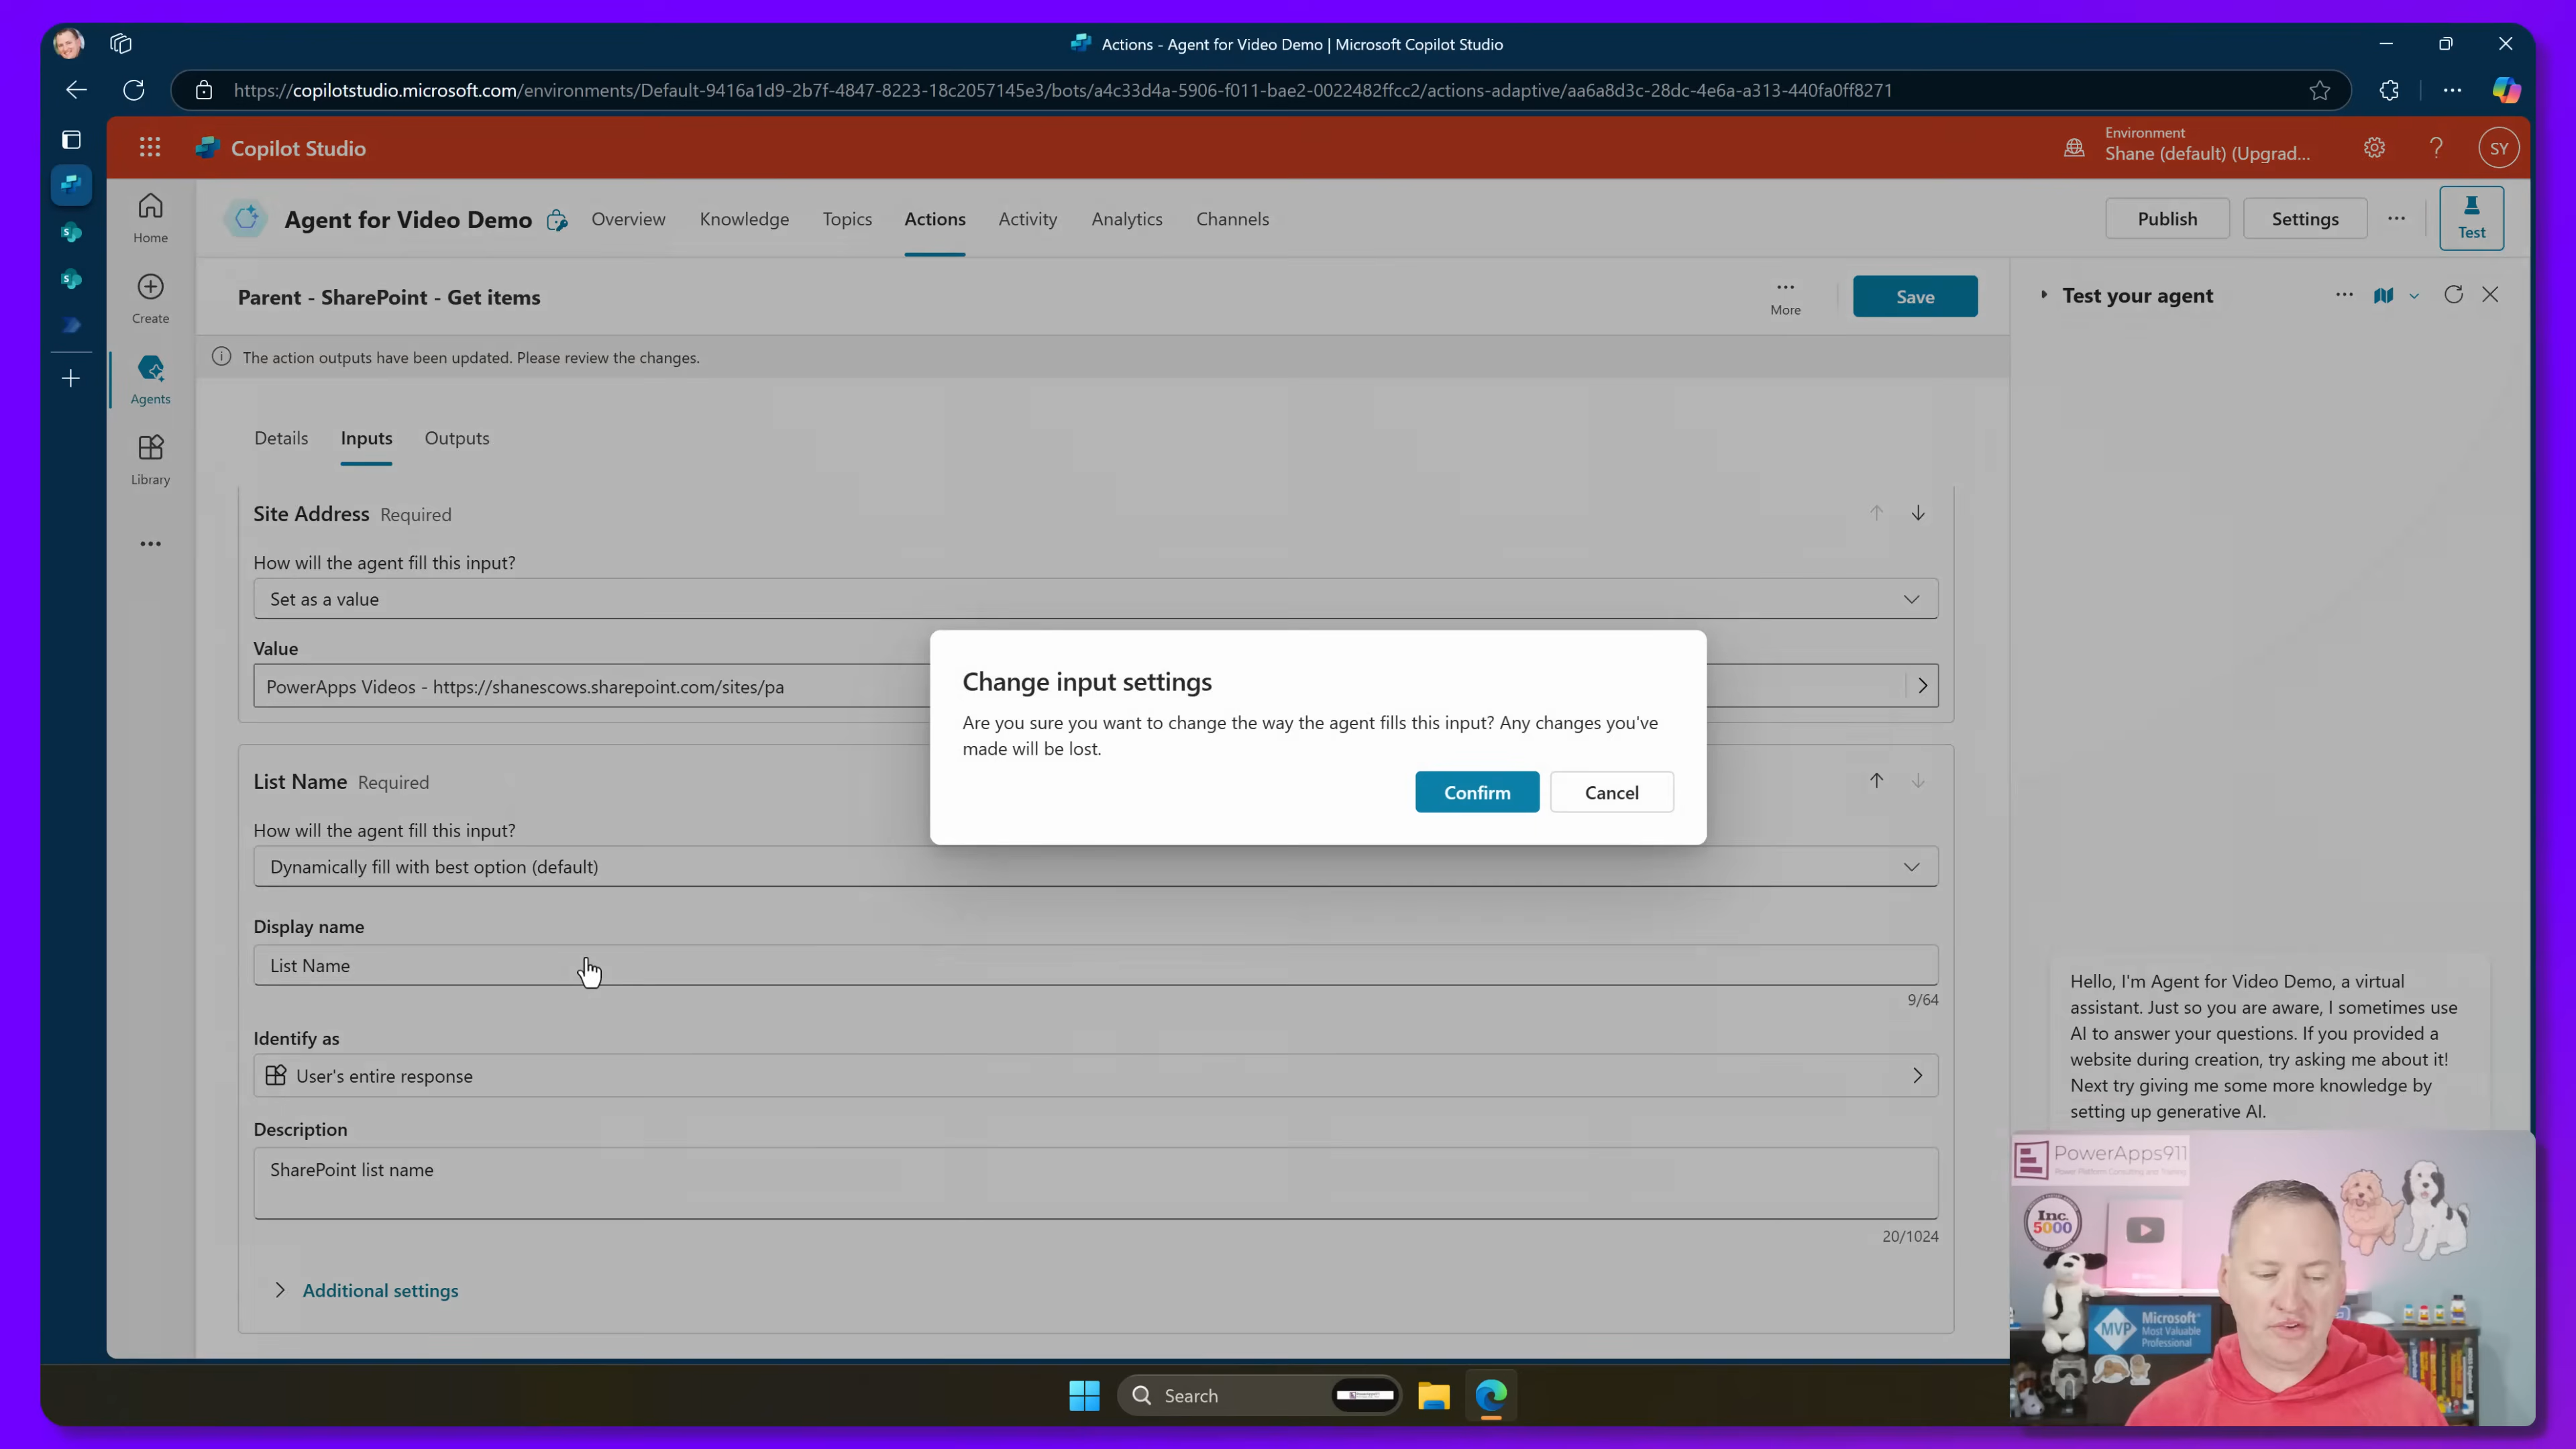 Actions - Agent for Video Demo | Microsoft Copilot Studio
https://copilotstudio.microsoft.com/environments/Default-9416a1d9-2b7f-4847-8223-18c2057145e3/bots/a4c33d4a-5906-f011-bae2-0022482ffcc2/actions-adaptive/aa6a8d3c-28dc-4e6a-a313-440fa0ff8271
Copilot Studio
Environment
Shane (default) (Upgrad...
SY
Home
Create
Agents
Library
Agent for Video Demo
Overview
Knowledge
Topics
Actions
Activity
Analytics
Channels
Publish
Settings
Test
Parent - SharePoint - Get items
More
Save
Test your agent
The action outputs have been updated. Please review the changes.
Details
Inputs
Outputs
Site Address Required
How will the agent fill this input?
Set as a value
Value
PowerApps Videos - https://shanescows.sharepoint.com/sites/pa
Change input settings
Are you sure you want to change the way the agent fills this input? Any changes you've
made will be lost.
Confirm
Cancel
List Name Required
How will the agent fill this input?
Dynamically fill with best option (default)
Display name
List Name
9/64
Identify as
User's entire response
Description
SharePoint list name
20/1024
Additional settings
Hello, I'm Agent for Video Demo, a virtual
assistant. Just so you are aware, I sometimes use
AI to answer your questions. If you provided a
website during creation, try asking me about it!
Next try giving me some more knowledge by
setting up generative AI.
PowerApps911
Power Platform Consulting and Training
Inc.
5000
MVP
Microsoft
Most Valuable
Professional
Search